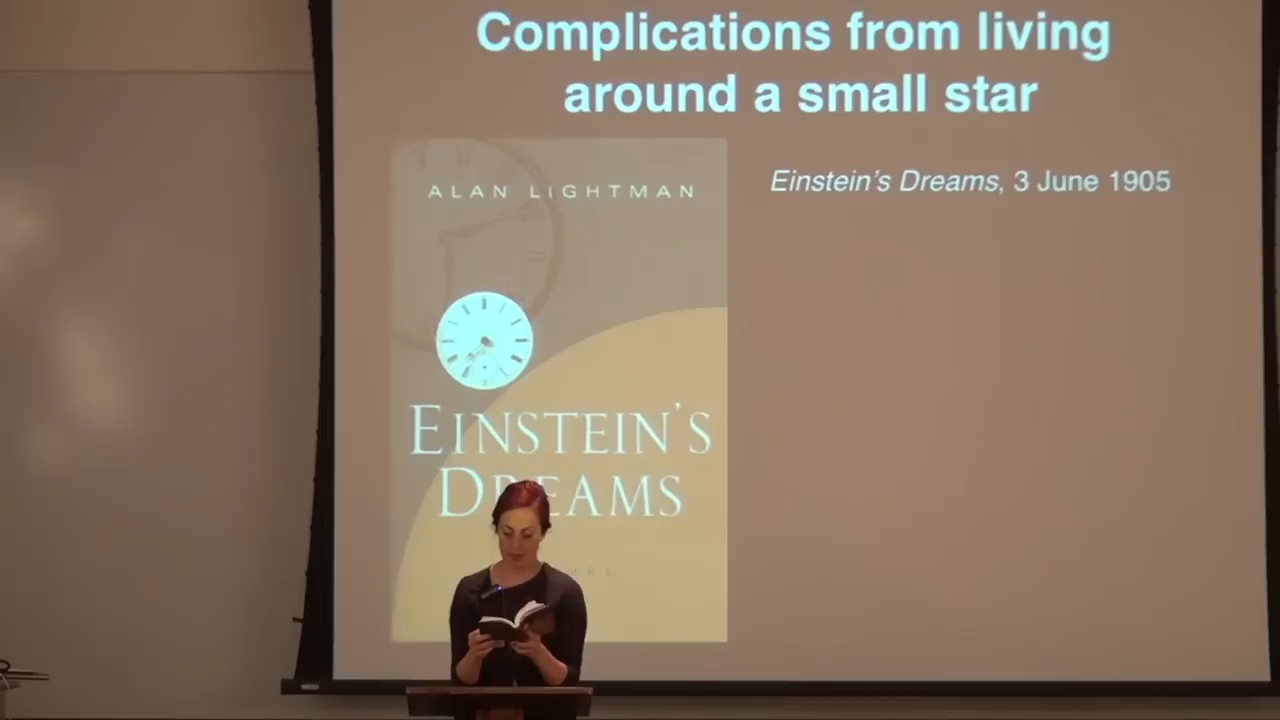 Complications from living
around a small star
Einstein's Dreams, 3 June 1905
ALAN LIGHTMAN
EINSTEIN'S
DREAMS